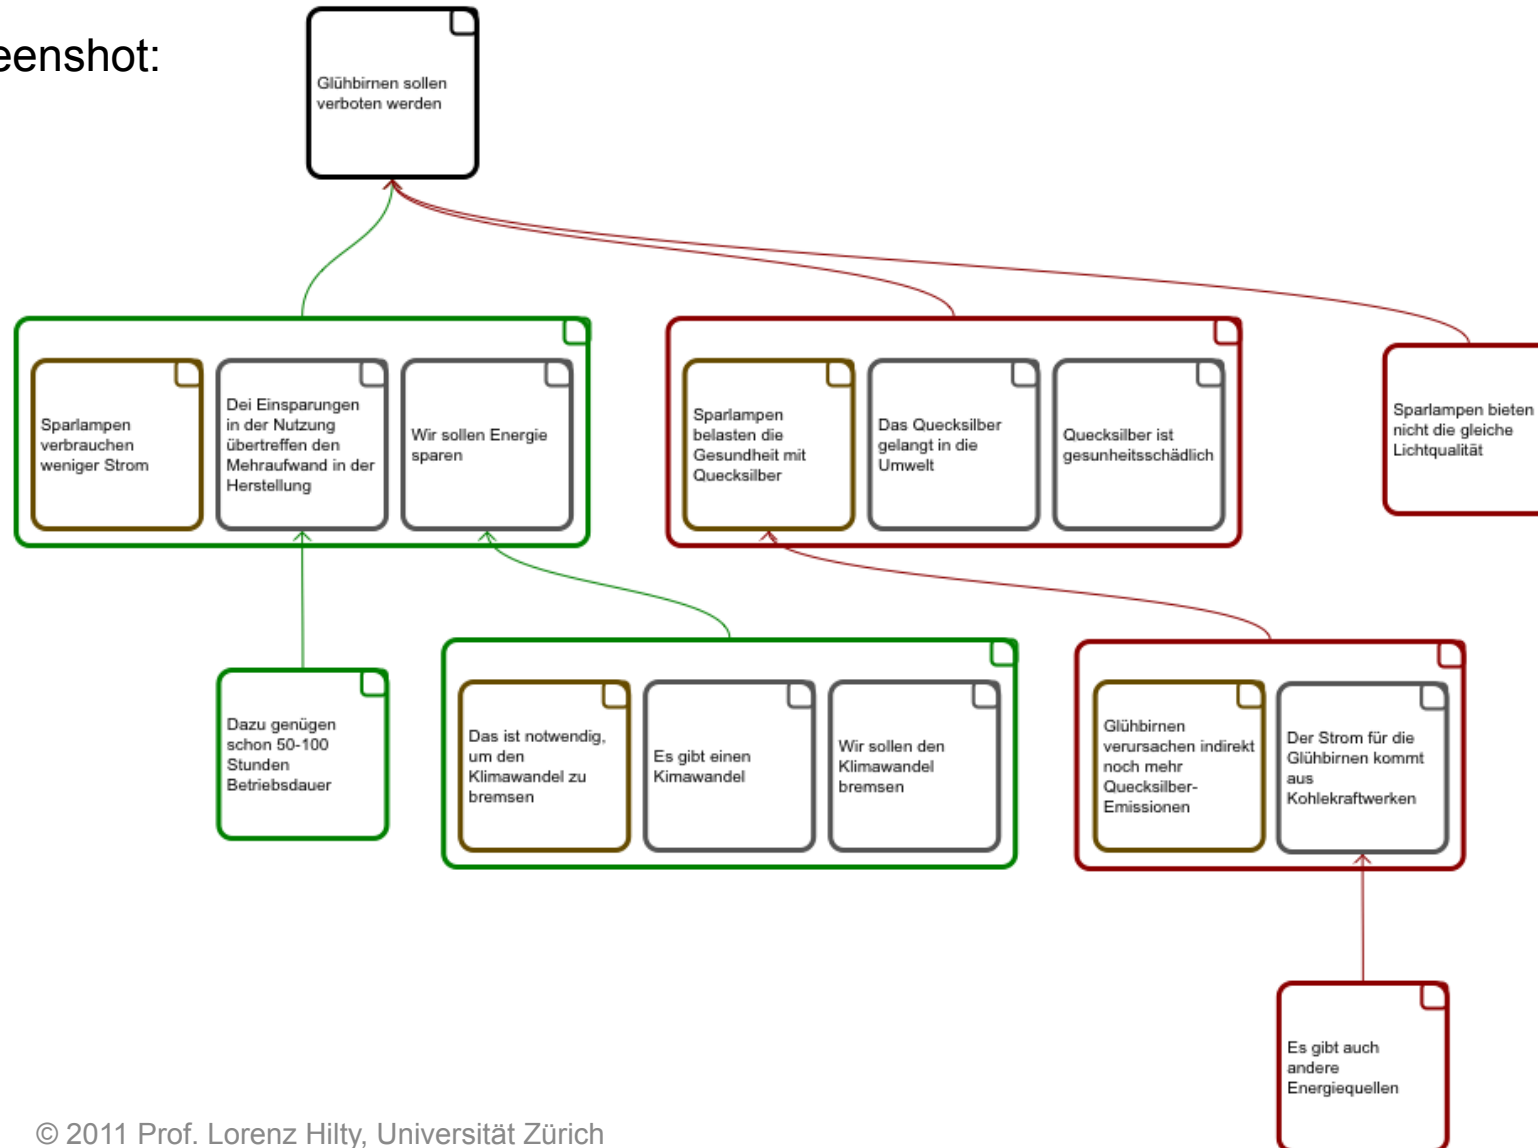 eenshot:
Glühbirnen sollen
verboten werden
Sparlampen
verbrauchen
weniger Strom
Dei Einsparungen
in der Nutzung
übertreffen den
Mehraufwand in der
Herstellung
Wir sollen Energie
sparen
Sparlampen
belasten die
Gesundheit mit
Quecksilber
Das Quecksilber
gelangt in die
Umwelt
Quecksilber ist
gesunheitsschädlich
Sparlampen bieten
nicht die gleiche
Lichtqualität
Dazu genügen
schon 50-100
Stunden
Betriebsdauer
Das ist notwendig,
um den
Klimawandel zu
bremsen
Es gibt einen
Kimawandel
Wir sollen den
Klimawandel
bremsen
Glühbirnen
verursachen indirekt
noch mehr
Quecksilber-
Emissionen
Der Strom für die
Glühbirnen kommt
aus
Kohlekraftwerken
Es gibt auch
andere
Energiequellen
© 2011 Prof. Lorenz Hilty, Universität Zürich